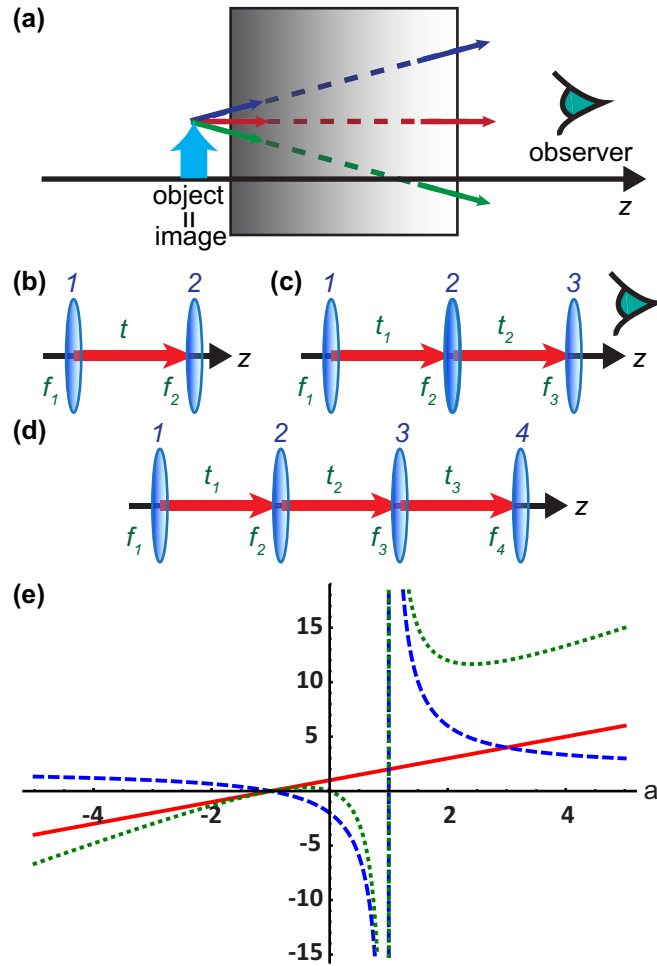 (a)
observer
object
=
image
z
(b)
1 2
t
z
f1 f2
(c)
1 2 3
t1 t2
z
f1 f2 f3
(d)
1 2 3 4
t1 t2 t3
z
f1 f2 f3 f4
(e)
15
10
5
a
-4 -2 2 4
-5
-10
-15